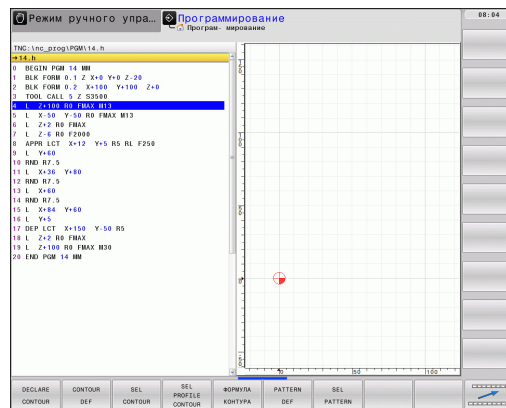 Режим ручного упра...
Программирование
Програм- мирование
08:04
TNC:\nc_prog\PGM\14.h
→14.h
0 BEGIN PGM 14 MM
1 BLK FORM 0.1 Z X+0 Y+0 Z-20
2 BLK FORM 0.2 X+100 Y+100 Z+0
3 TOOL CALL 5 Z S3500
4 L Z+100 R0 FMAX M13
5 L X-50 Y-50 R0 FMAX M13
6 L Z+2 R0 FMAX
7 L Z-6 R0 F2000
8 APPR LCT X+12 Y+5 R5 RL F250
9 L Y+60
10 RND R7.5
11 L X+36 Y+80
12 RND R7.5
13 L X+60
14 RND R7.5
15 L X+84 Y+60
16 L Y+5
17 DEP LCT X+150 Y-50 R5
18 L Z+2 R0 FMAX
19 L Z+100 R0 FMAX M30
20 END PGM 14 MM
0 50 100
DECLARE CONTOUR
CONTOUR DEF
SEL CONTOUR
SEL PROFILE CONTOUR
ФОРМУЛА КОНТУРА
PATTERN DEF
SEL PATTERN